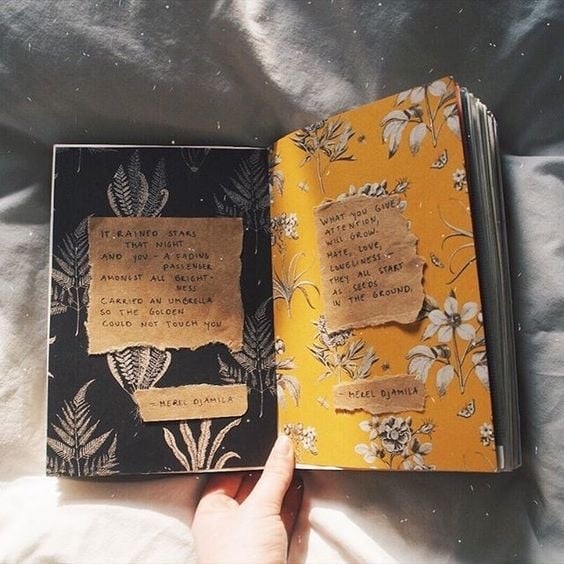 IT RAINED STARS
THAT NIGHT
AND YOU - A FADING
PASSENGER
AMONGST ALL BRIGHT-
NESS
CARRIED AN UMBRELLA
SO THE GOLDEN
COULD NOT TOUCH YOU
- MEREL DJAMILA
WHAT YOU GIVE
ATTENTION,
WILL GROW.
HATE, LOVE,
LONELINESS -
THEY ALL START
AS SEEDS
IN THE GROUND.
- MEREL DJAMILA